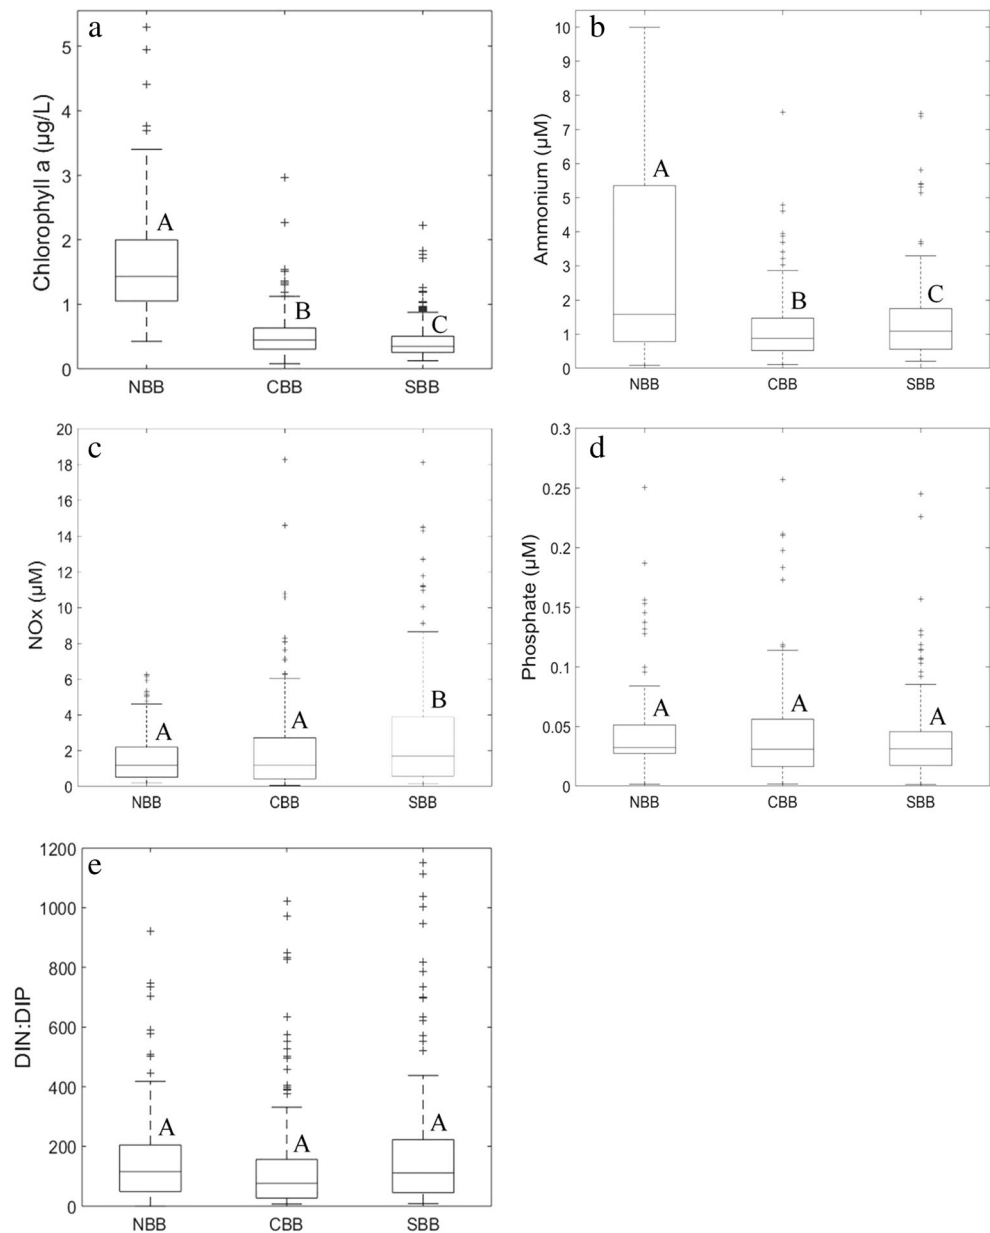 a
Chlorophyll a (µg/L)
5
4
3
2
1
0
A
B
C
NBB CBB SBB
b
Ammonium (µM)
10
9
8
7
6
5
4
3
2
1
0
A
B
C
NBB CBB SBB
c
NOx (µM)
20
18
16
14
12
10
8
6
4
2
0
A
A
B
NBB CBB SBB
d
Phosphate (µM)
0.3
0.25
0.2
0.15
0.1
0.05
0
A
A
A
NBB CBB SBB
e
DIN:DIP
1200
1000
800
600
400
200
0
A
A
A
NBB CBB SBB